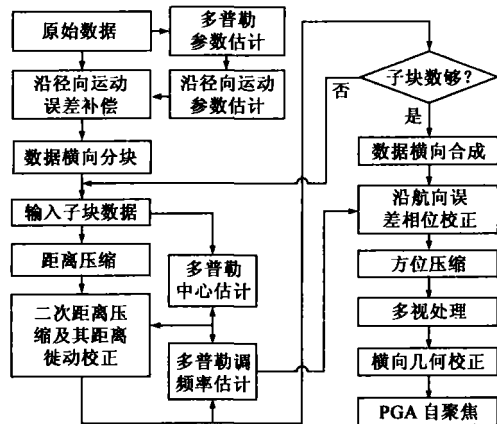 原始数据
多普勒
参数估计
沿径向运动
误差补偿
沿径向运动
参数估计
数据横向分块
输入子块数据
距离压缩
多普勒
中心估计
二次距离压
缩及其距离
徙动校正
多普勒调
频率估计
子块数够?
否
是
数据横向合成
沿航向误
差相位校正
方位压缩
多视处理
横向几何校正
PGA 自聚焦